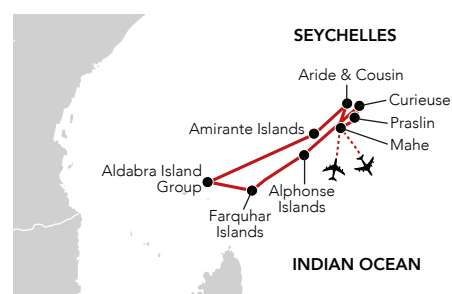 SEYCHELLES
Aride & Cousin
Curieuse
Praslin
Mahe
Amirante Islands
Aldabra Island
Group
Alphonse
Islands
Farquhar
Islands
INDIAN OCEAN